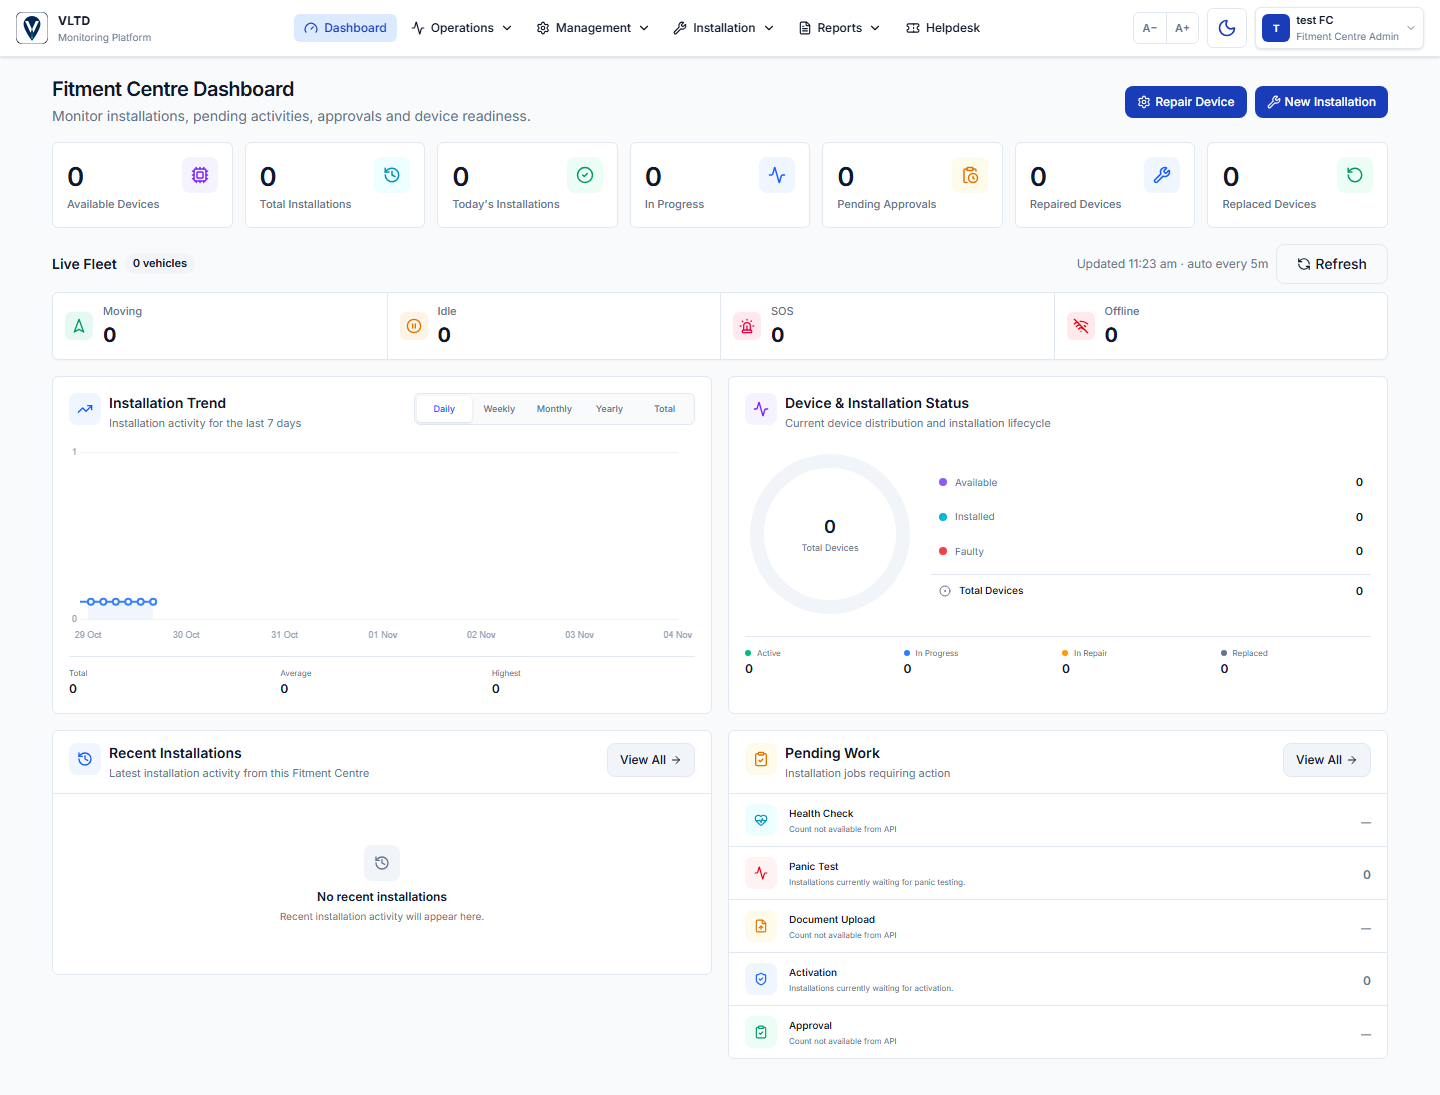 VLTD
Monitoring Platform
Dashboard
Operations
Management
Installation
Reports
Helpdesk
A−
A+
T
test FC
Fitment Centre Admin
Fitment Centre Dashboard
Monitor installations, pending activities, approvals and device readiness.
Repair Device
New Installation
0
Available Devices
0
Total Installations
0
Today's Installations
0
In Progress
0
Pending Approvals
0
Repaired Devices
0
Replaced Devices
Live Fleet
0 vehicles
Updated 11:23 am · auto every 5m
Refresh
Moving
0
Idle
0
SOS
0
Offline
0
Installation Trend
Installation activity for the last 7 days
Daily
Weekly
Monthly
Yearly
Total
1
0
29 Oct
30 Oct
31 Oct
01 Nov
02 Nov
03 Nov
04 Nov
Total
0
Average
0
Highest
0
Device & Installation Status
Current device distribution and installation lifecycle
0
Total Devices
Available 0
Installed 0
Faulty 0
Total Devices 0
Active
0
In Progress
0
In Repair
0
Replaced
0
Recent Installations
Latest installation activity from this Fitment Centre
View All →
No recent installations
Recent installation activity will appear here.
Pending Work
Installation jobs requiring action
View All →
Health Check
Count not available from API
—
Panic Test
Installations currently waiting for panic testing.
0
Document Upload
Count not available from API
—
Activation
Installations currently waiting for activation.
0
Approval
Count not available from API
—